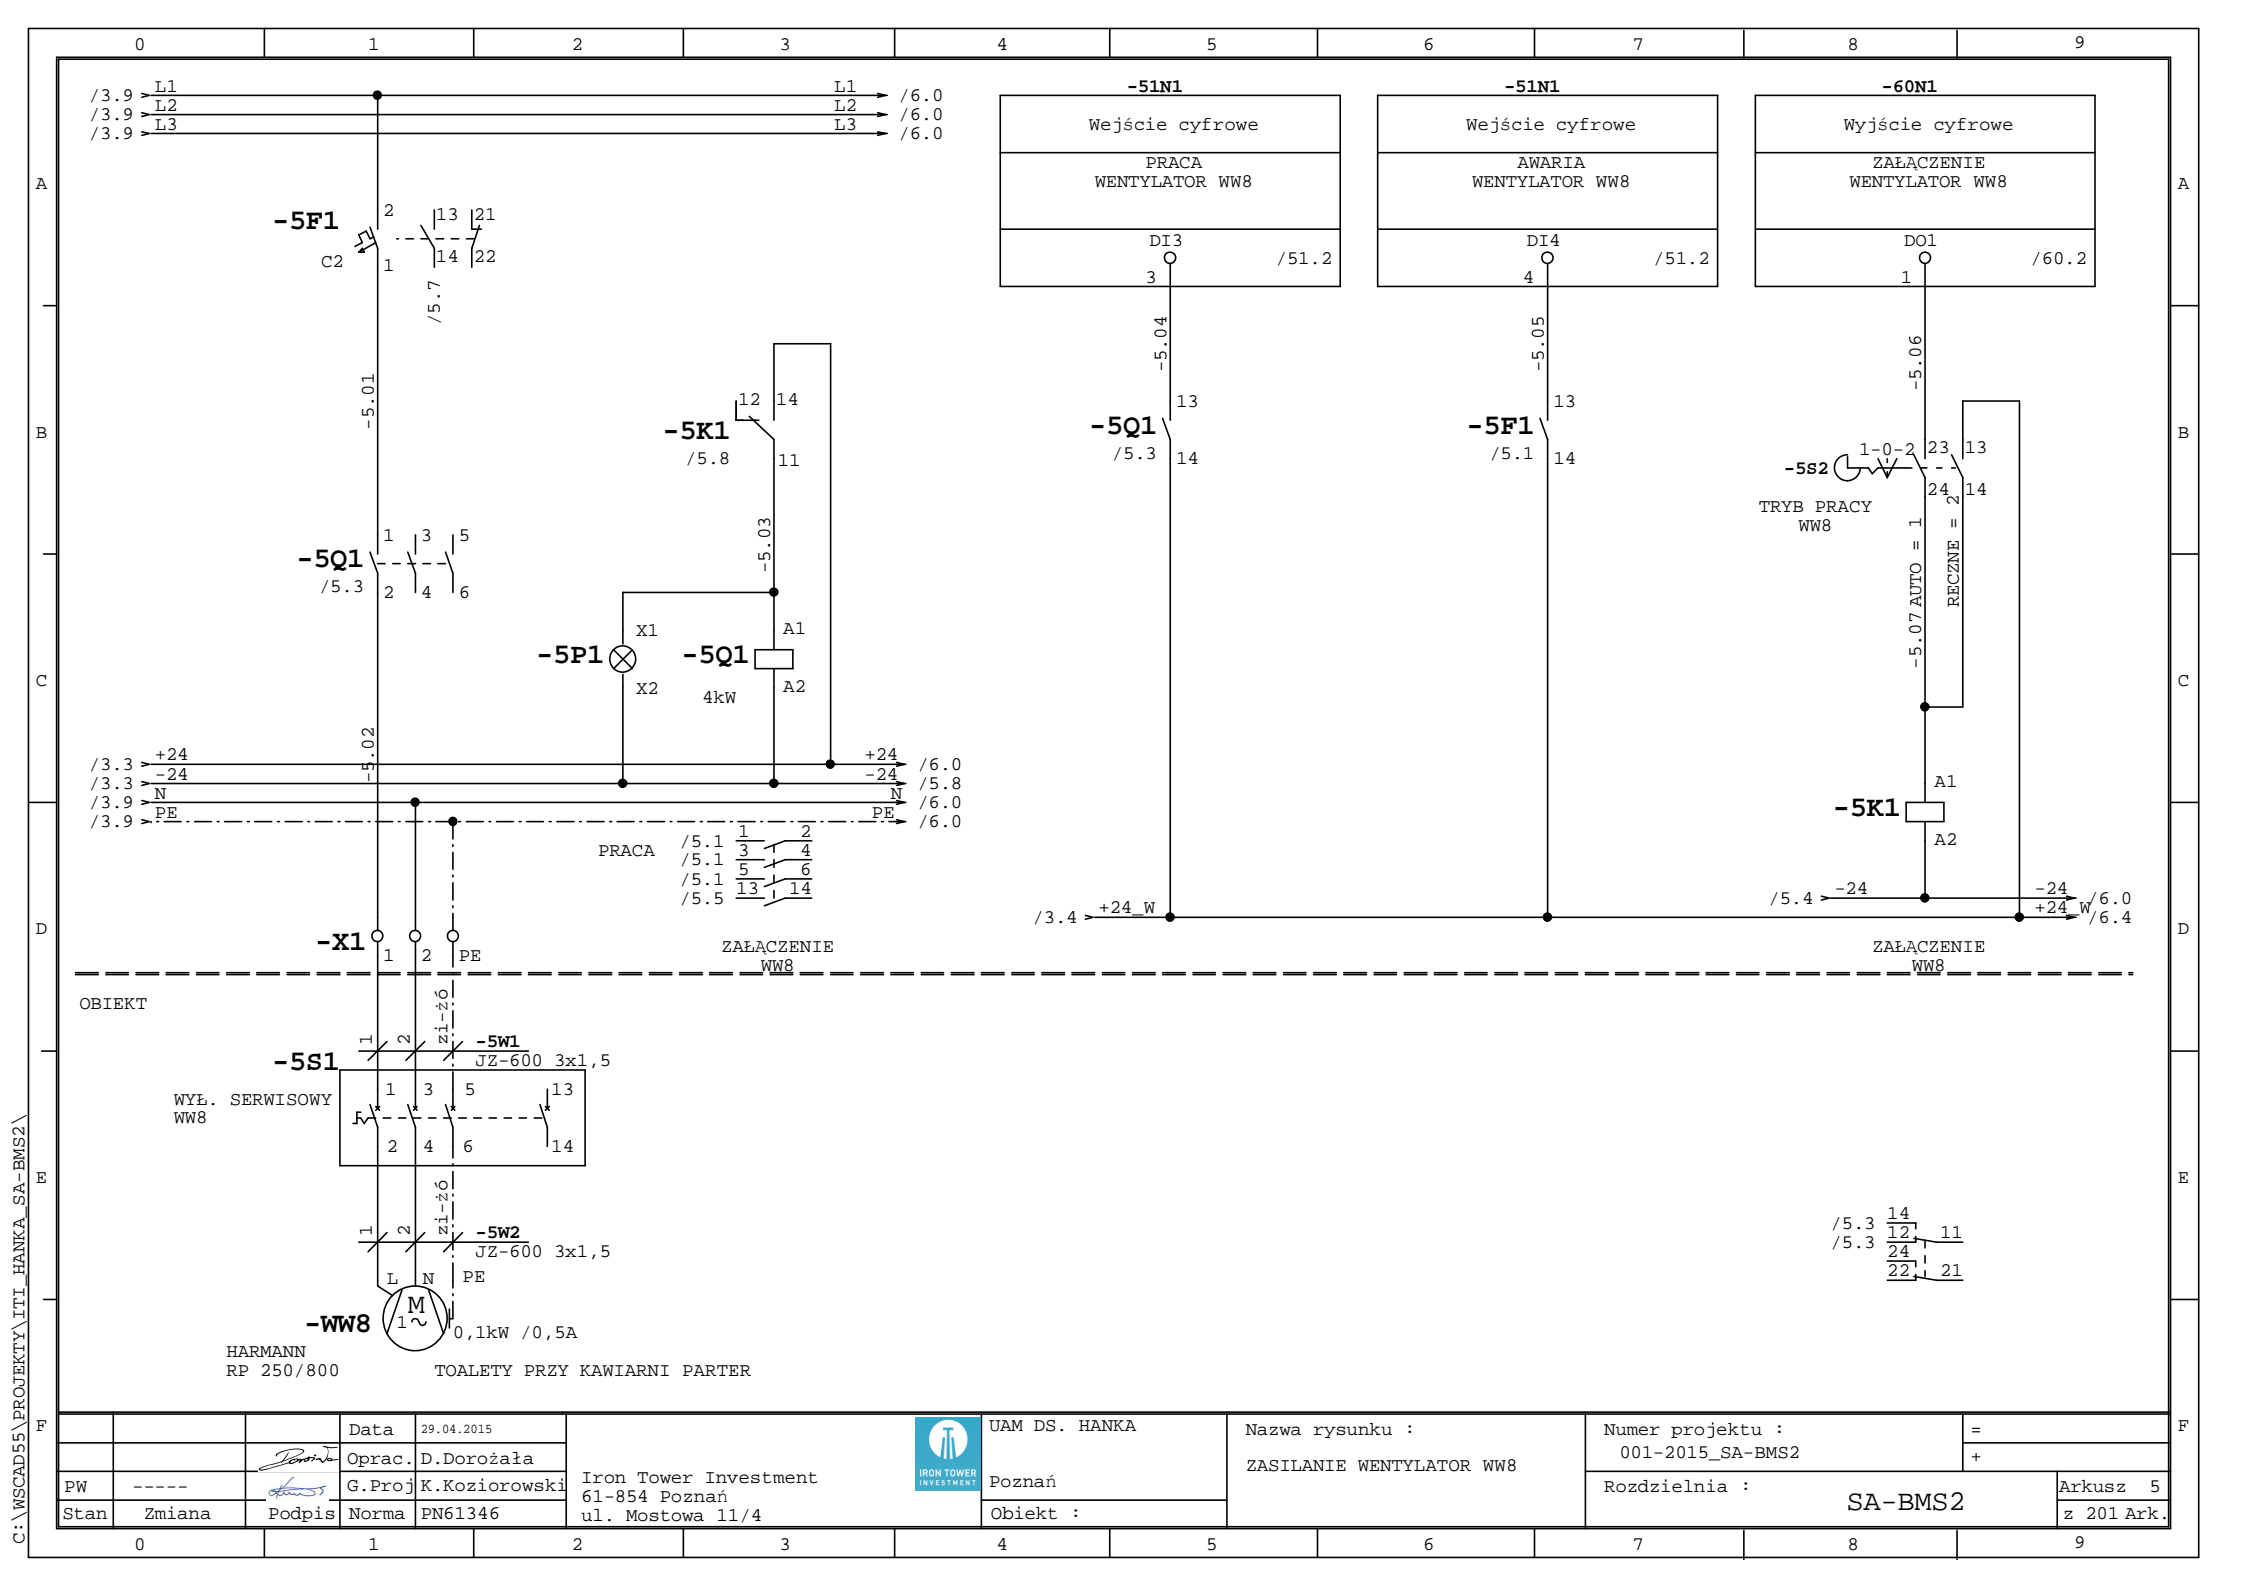 0 1 2 3 4 5 6 7 8 9
/3.9 L1 L1 /6.0
/3.9 L2 L2 /6.0
/3.9 L3 L3 /6.0
-51N1
Wejście cyfrowe
PRACA
WENTYLATOR WW8
DI3
/51.2
3
-51N1
Wejście cyfrowe
AWARIA
WENTYLATOR WW8
DI4
/51.2
4
-60N1
Wyjście cyfrowe
ZAŁĄCZENIE
WENTYLATOR WW8
DO1
/60.2
1
A A
-5F1
C2
2
1
13 21
14 22
/5.7
-5.01
-5K1
/5.8
12 14
11
-5.03
-5.04
-5Q1
/5.3
13
14
-5.05
-5F1
/5.1
13
14
-5.06
-5S2
1-0-2
23 13
24 14
TRYB PRACY
WW8
-5.07 AUTO = 1
RECZNE = 2
B B
-5Q1
/5.3
1 3 5
2 4 6
-5P1
X1
X2
-5Q1
4kW
A1
A2
C C
-5.02
/3.3 +24 +24 /6.0
/3.3 -24 -24 /5.8
/3.9 N N /6.0
/3.9 PE PE /6.0
-5K1
A1
A2
PRACA
/5.1 1 2
/5.1 3 4
/5.1 5 6
/5.5 13 14
/5.4 -24 -24 /6.0
/3.4 +24_W +24_W /6.4
D D
-X1
1 2 PE
ZAŁĄCZENIE
WW8
ZAŁĄCZENIE
WW8
OBIEKT
1 2 zi-żó
-5W1
JZ-600 3x1,5
-5S1
WYŁ. SERWISOWY
WW8
1 3 5 13
2 4 6 14
E E
1 2 zi-żó
-5W2
JZ-600 3x1,5
/5.3 14
/5.3 12 11
24
22 21
L N PE
-WW8
M
1~
0,1kW /0,5A
HARMANN
RP 250/800
TOALETY PRZY KAWIARNI PARTER
F F
C:\WSCAD55\PROJEKTY\ITI_HANKA_SA-BMS2\
Data 29.04.2015
Oprac. D.Dorożała
PW ----- G.Proj K.Koziorowski
Stan Zmiana Podpis Norma PN61346
Iron Tower Investment
61-854 Poznań
ul. Mostowa 11/4
IRON TOWER
INVESTMENT
UAM DS. HANKA
Poznań
Obiekt :
Nazwa rysunku :
ZASILANIE WENTYLATOR WW8
Numer projektu :
001-2015_SA-BMS2
=
+
Rozdzielnia :
SA-BMS2
Arkusz 5
z 201 Ark.
0 1 2 3 4 5 6 7 8 9